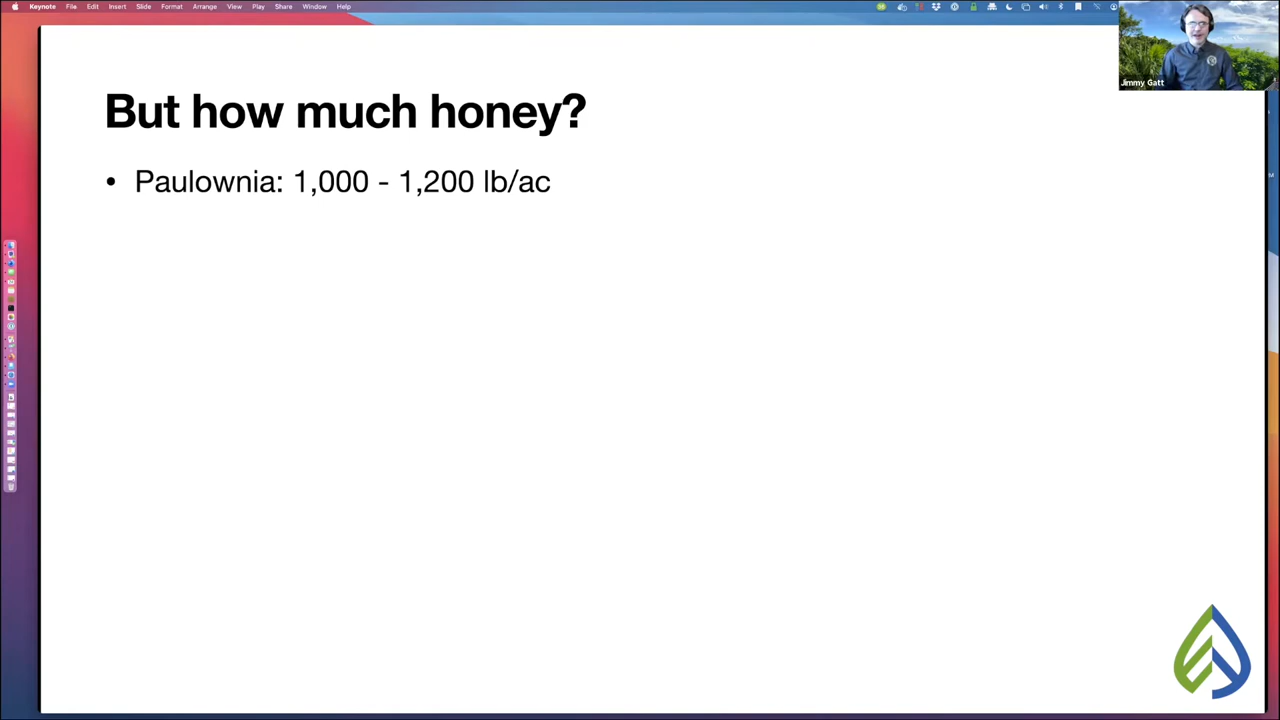 Keynote File Edit Insert Slide Format Arrange View Play Share Window Help
Jimmy Gatt
But how much honey?
• Paulownia: 1,000 - 1,200 lb/ac